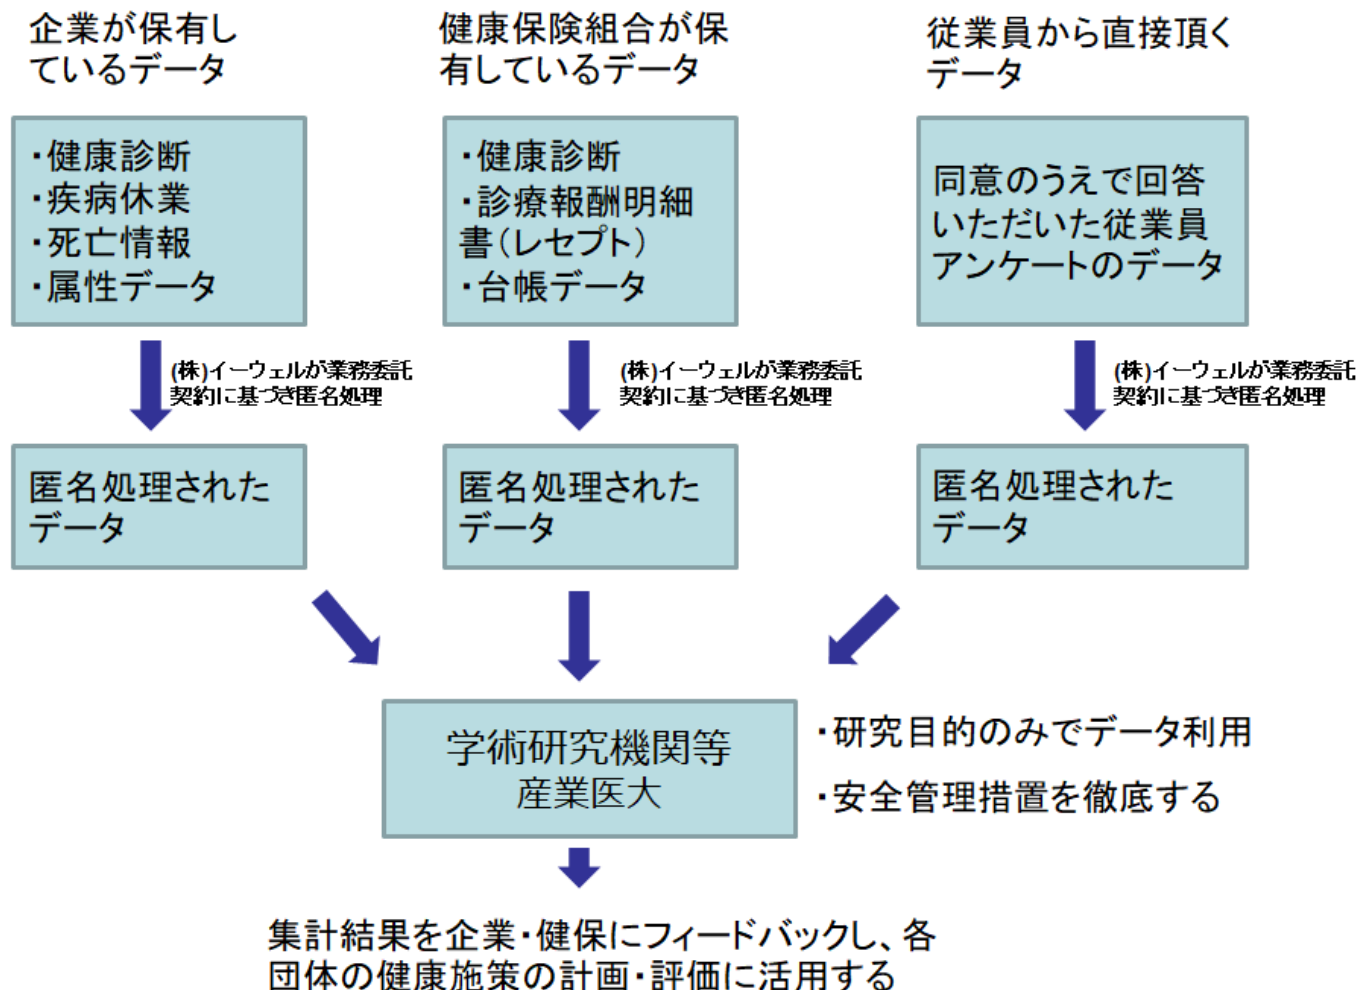 企業が保有し
ているデータ
健康保険組合が保
有しているデータ
従業員から直接頂く
データ
・健康診断
・疾病休業
・死亡情報
・属性データ
・健康診断
・診療報酬明細
書(レセプト)
・台帳データ
同意のうえで回答
いただいた従業員
アンケートのデータ
(株)イーウェルが業務委託
契約に基づき匿名処理
(株)イーウェルが業務委託
契約に基づき匿名処理
(株)イーウェルが業務委託
契約に基づき匿名処理
匿名処理された
データ
匿名処理された
データ
匿名処理された
データ
学術研究機関等
産業医大
・研究目的のみでデータ利用
・安全管理措置を徹底する
集計結果を企業・健保にフィードバックし、各
団体の健康施策の計画・評価に活用する